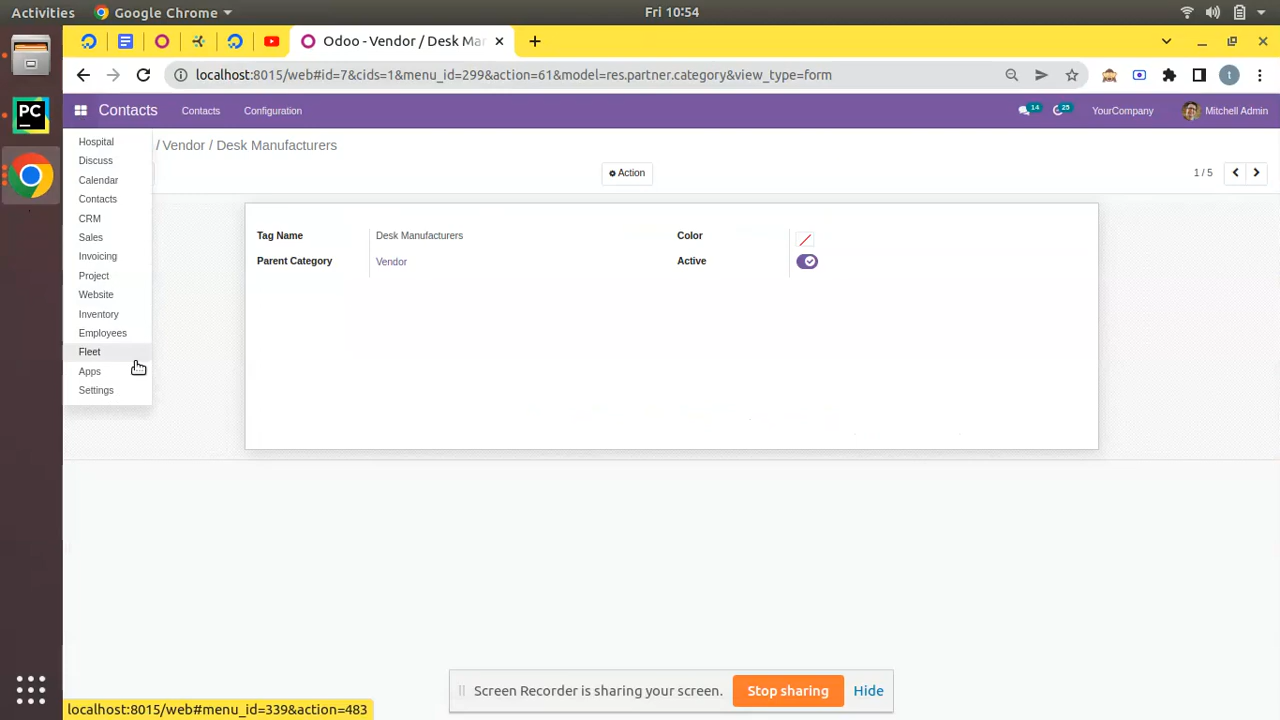 Activities Google Chrome Fri 10:54
Odoo - Vendor / Desk Ma
localhost:8015/web#id=7&cids=1&menu_id=299&action=61&model=res.partner.category&view_type=form t
PC
Contacts Contacts Configuration 14 25 YourCompany Mitchell Admin
/ Vendor / Desk Manufacturers
Action 1 / 5
Hospital
Discuss
Calendar
Contacts
CRM
Sales
Invoicing
Project
Website
Inventory
Employees
Fleet
Apps
Settings
Tag Name Desk Manufacturers Color
Parent Category Vendor Active
Screen Recorder is sharing your screen. Stop sharing Hide
localhost:8015/web#menu_id=339&action=483